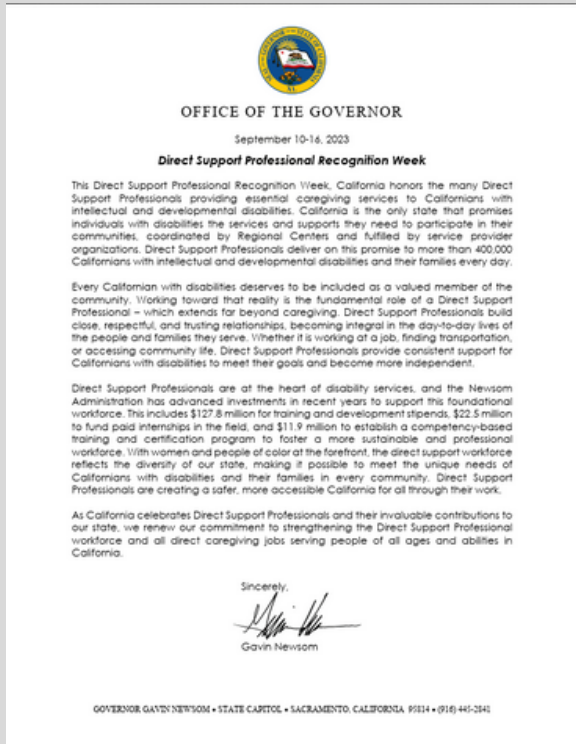 OFFICE OF THE GOVERNOR
September 10-16, 2023
Direct Support Professional Recognition Week
This Direct Support Professional Recognition Week, California honors the many Direct
Support Professionals providing essential caregiving services to Californians with
intellectual and developmental disabilities. California is the only state that promises
individuals with disabilities the services and supports they need to participate in their
communities, coordinated by Regional Centers and fulfilled by service provider
organizations. Direct Support Professionals deliver on this promise to more than 400,000
Californians with intellectual and developmental disabilities and their families every day.
Every Californian with disabilities deserves to be included as a valued member of the
community. Working toward that reality is the fundamental role of a Direct Support
Professional – which extends far beyond caregiving. Direct Support Professionals build
close, respectful, and trusting relationships, becoming integral in the day-to-day lives of
the people and families they serve. Whether it is working at a job, finding transportation,
or accessing community life, Direct Support Professionals provide consistent support for
Californians with disabilities to meet their goals and become more independent.
Direct Support Professionals are at the heart of disability services, and the Newsom
Administration has advanced investments in recent years to support this foundational
workforce. This includes $127.8 million for training and development stipends, $22.5 million
to fund paid internships in the field, and $11.9 million to establish a competency-based
training and certification program to foster a more sustainable and professional
workforce. With women and people of color at the forefront, the direct support workforce
reflects the diversity of our state, making it possible to meet the unique needs of
Californians with disabilities and their families in every community. Direct Support
Professionals are creating a safer, more accessible California for all through their work.
As California celebrates Direct Support Professionals and their invaluable contributions to
our state, we renew our commitment to strengthening the Direct Support Professional
workforce and all direct caregiving jobs serving people of all ages and abilities in
California.
Sincerely,
Gavin Newsom
GOVERNOR GAVIN NEWSOM • STATE CAPITOL • SACRAMENTO, CALIFORNIA 95814 • (916) 445-2841